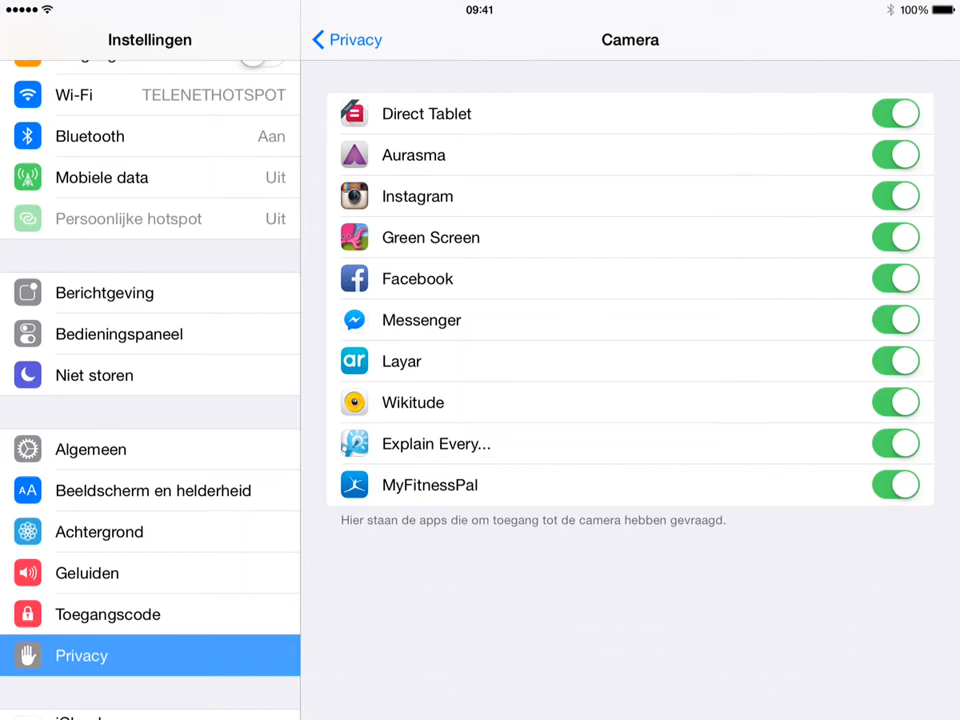 09:41
100%
Instellingen
Privacy
Camera
Wi-Fi TELENETHOTSPOT
Bluetooth Aan
Mobiele data Uit
Persoonlijke hotspot Uit
Berichtgeving
Bedieningspaneel
Niet storen
Algemeen
AA Beeldscherm en helderheid
Achtergrond
Geluiden
Toegangscode
Privacy
Direct Tablet
Aurasma
Instagram
Green Screen
Facebook
Messenger
ar Layar
Wikitude
Explain Every...
MyFitnessPal
Hier staan de apps die om toegang tot de camera hebben gevraagd.